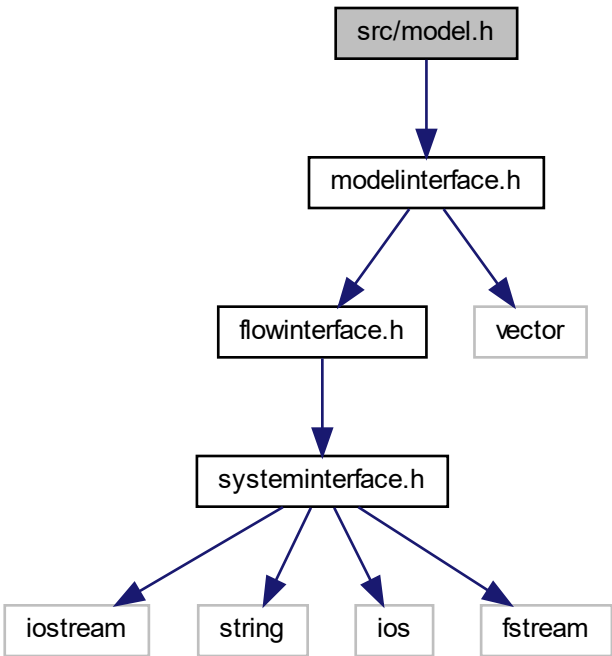 src/model.h
modelinterface.h
flowinterface.h
vector
systeminterface.h
iostream
string
ios
fstream